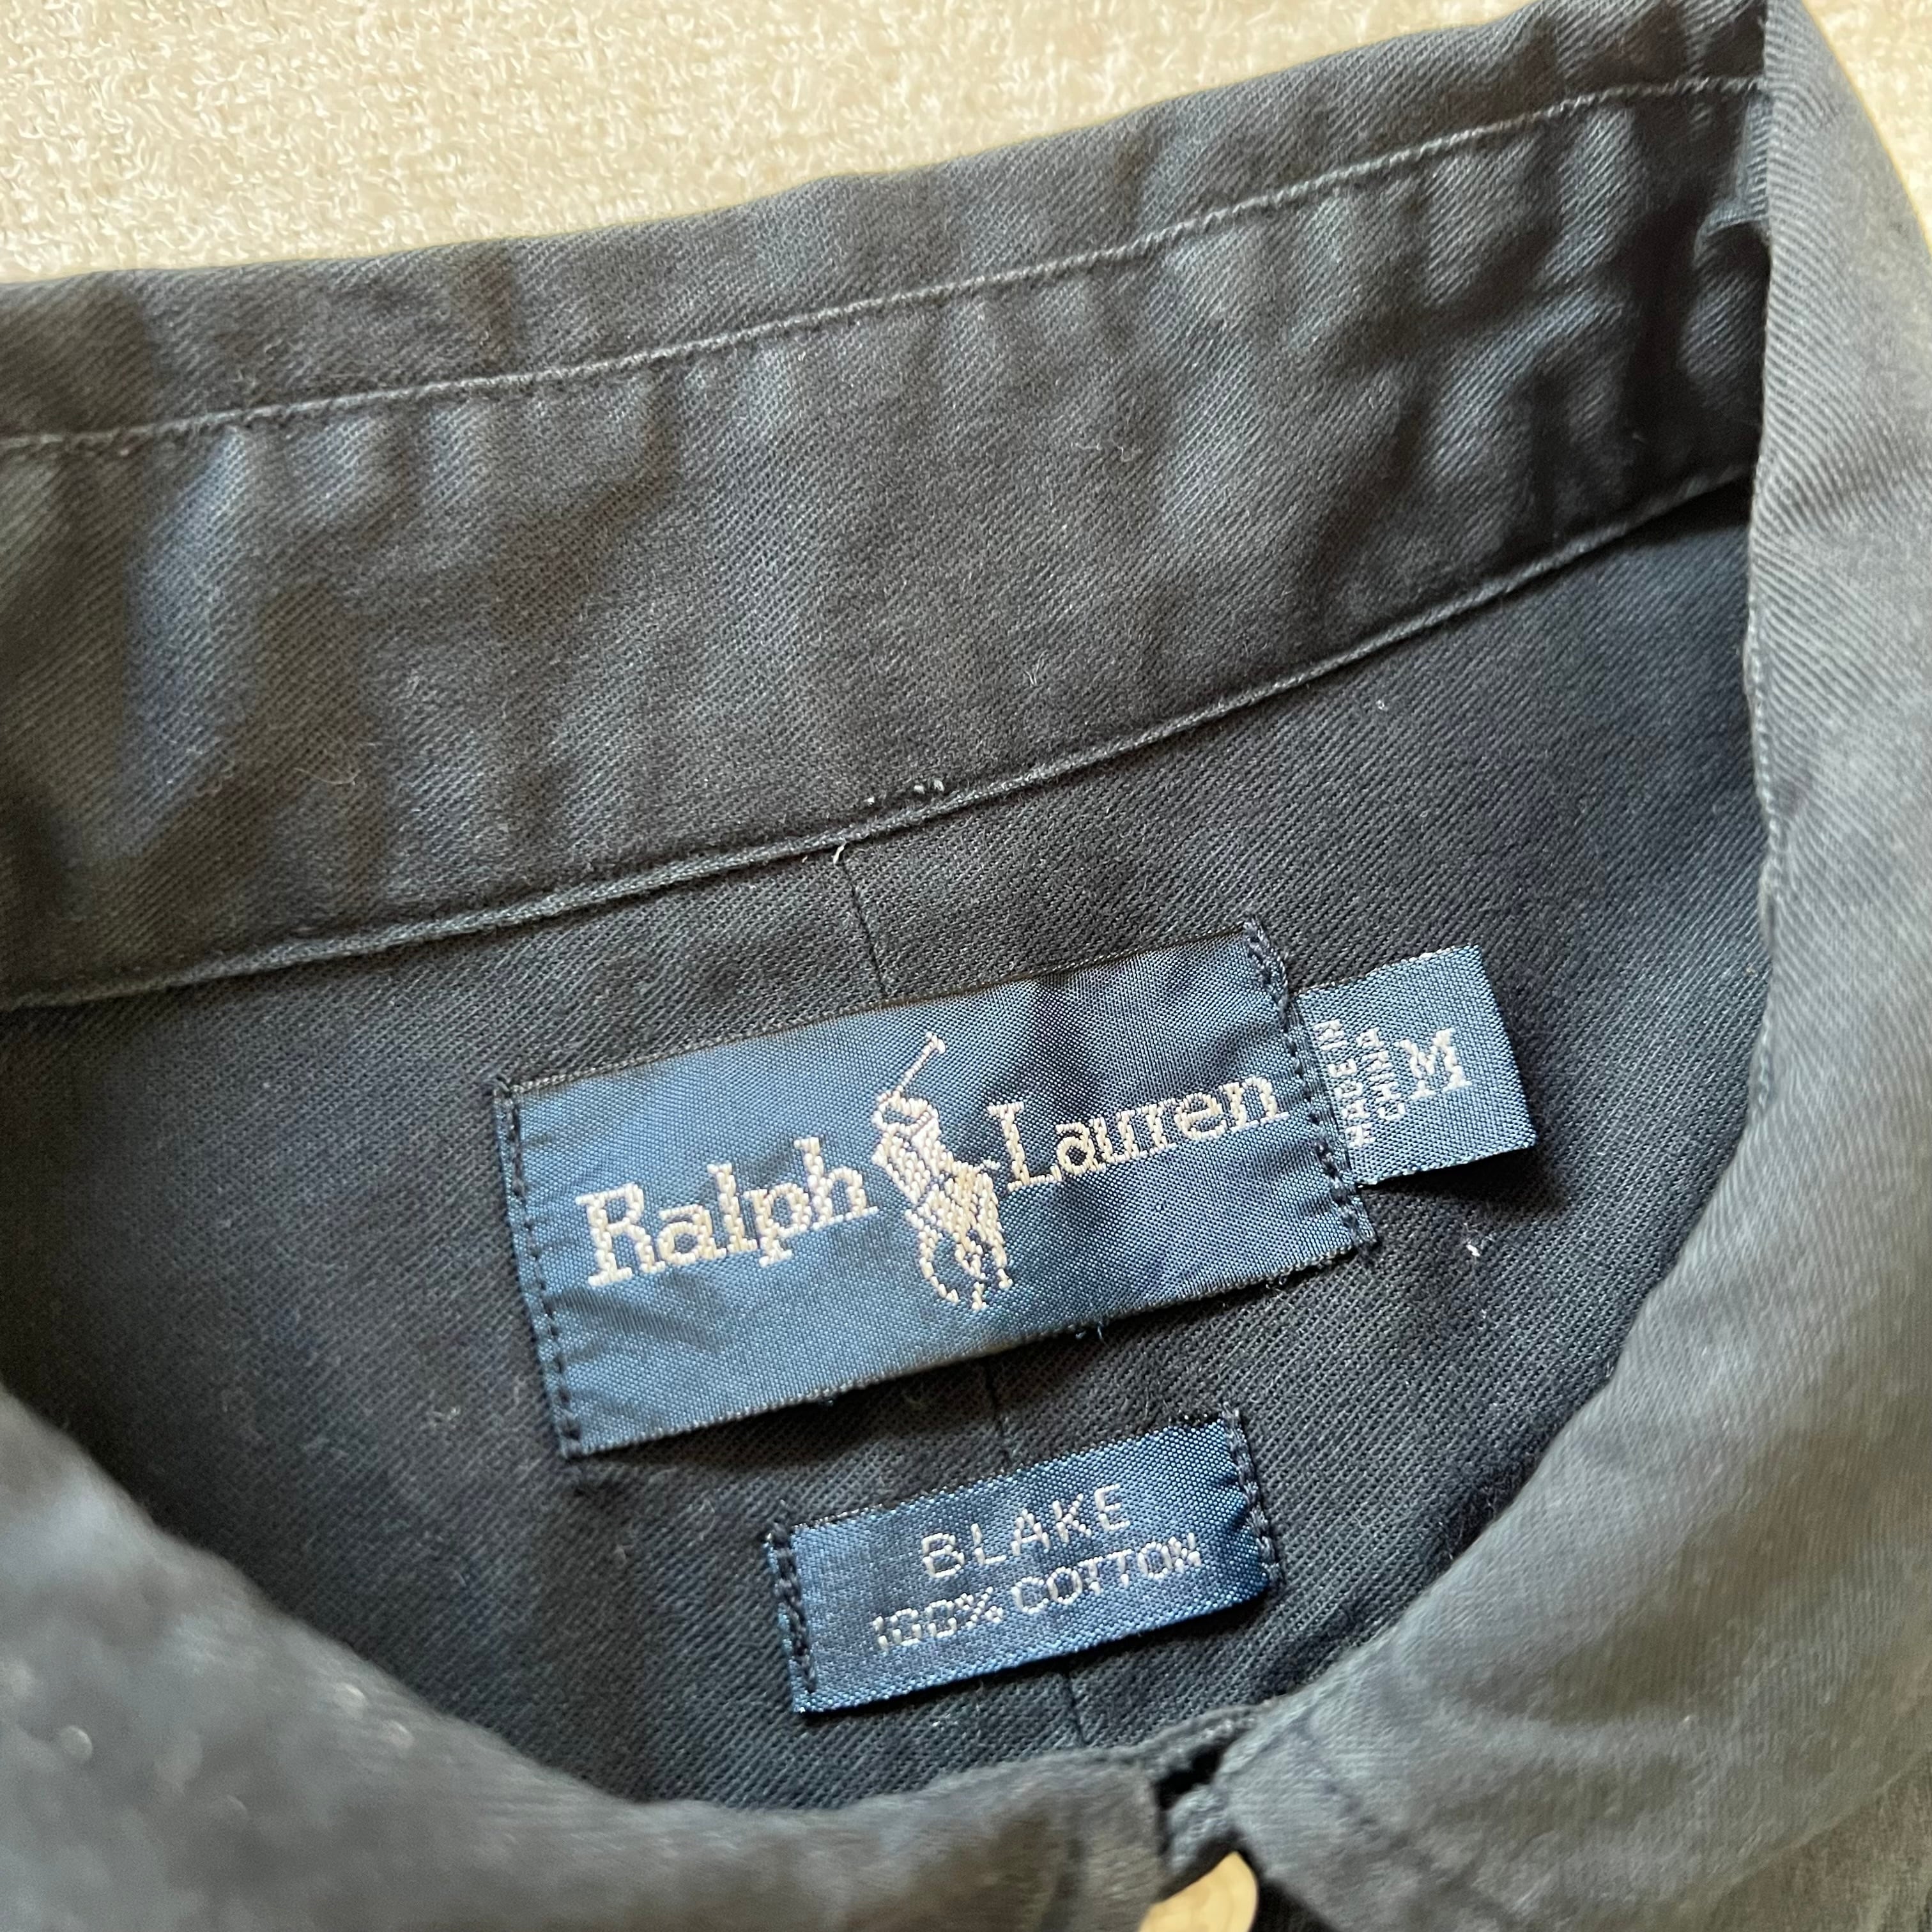 Ralph Lauren
MADE IN
CHINA
M
BLAKE
100% COTTON